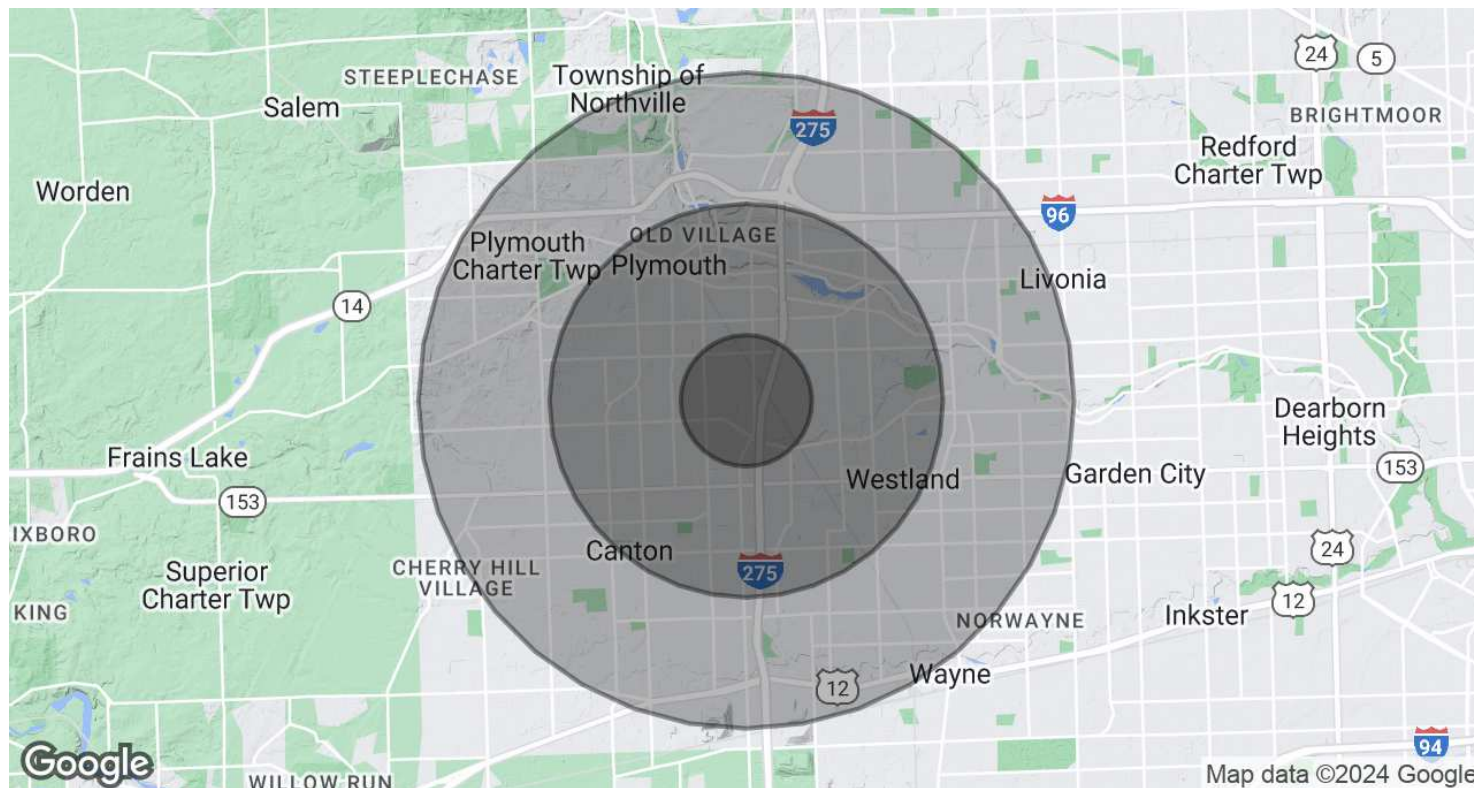 24
5
STEEPLECHASE
Township of
Northville
Salem
275
BRIGHTMOOR
Redford
Charter Twp
Worden
96
OLD VILLAGE
Plymouth
Charter Twp
Plymouth
Livonia
14
Dearborn
Heights
Frains Lake
153
Westland
Garden City
153
IXBORO
Canton
24
CHERRY HILL
VILLAGE
275
Superior
Charter Twp
12
KING
NORWAYNE
Inkster
Wayne
12
94
Google
WILLOW RUN
Map data ©2024 Google